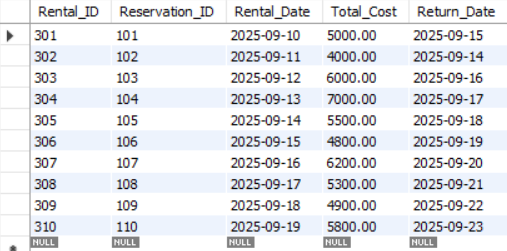 Rental_ID Reservation_ID Rental_Date Total_Cost Return_Date
301 101 2025-09-10 5000.00 2025-09-15
302 102 2025-09-11 4000.00 2025-09-14
303 103 2025-09-12 6000.00 2025-09-16
304 104 2025-09-13 7000.00 2025-09-17
305 105 2025-09-14 5500.00 2025-09-18
306 106 2025-09-15 4800.00 2025-09-19
307 107 2025-09-16 6200.00 2025-09-20
308 108 2025-09-17 5300.00 2025-09-21
309 109 2025-09-18 4900.00 2025-09-22
310 110 2025-09-19 5800.00 2025-09-23
NULL NULL NULL NULL NULL